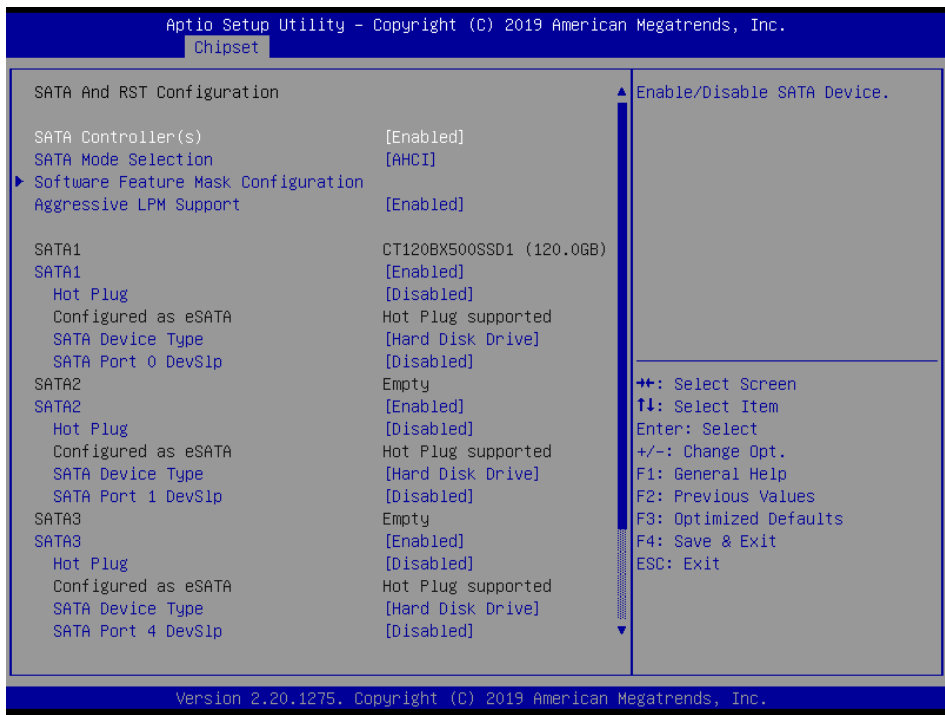 Aptio Setup Utility – Copyright (C) 2019 American Megatrends, Inc.
Chipset
SATA And RST Configuration
SATA Controller(s) [Enabled]
SATA Mode Selection [AHCI]
Software Feature Mask Configuration
Aggressive LPM Support [Enabled]
SATA1 CT120BX500SSD1 (120.0GB)
SATA1 [Enabled]
Hot Plug [Disabled]
Configured as eSATA Hot Plug supported
SATA Device Type [Hard Disk Drive]
SATA Port 0 DevSlp [Disabled]
SATA2 Empty
SATA2 [Enabled]
Hot Plug [Disabled]
Configured as eSATA Hot Plug supported
SATA Device Type [Hard Disk Drive]
SATA Port 1 DevSlp [Disabled]
SATA3 Empty
SATA3 [Enabled]
Hot Plug [Disabled]
Configured as eSATA Hot Plug supported
SATA Device Type [Hard Disk Drive]
SATA Port 4 DevSlp [Disabled]
Enable/Disable SATA Device.
→←: Select Screen
↑↓: Select Item
Enter: Select
+/-: Change Opt.
F1: General Help
F2: Previous Values
F3: Optimized Defaults
F4: Save & Exit
ESC: Exit
Version 2.20.1275. Copyright (C) 2019 American Megatrends, Inc.